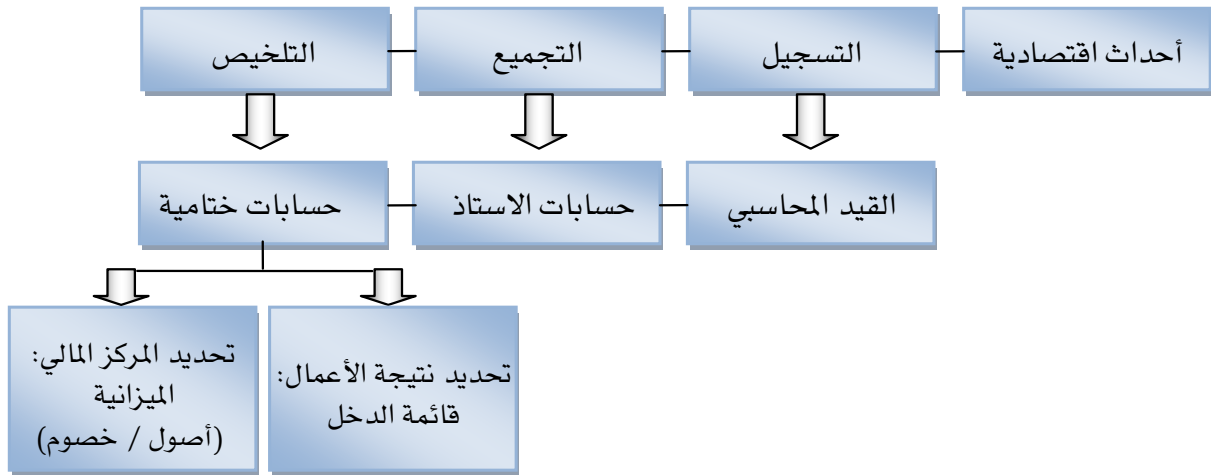 أحداث اقتصادية
التسجيل
التجميع
التلخيص
القيد المحاسبي
حسابات الاستاذ
حسابات ختامية
تحديد نتيجة الأعمال:
قائمة الدخل
تحديد المركز المالي:
الميزانية
(أصول / خصوم)